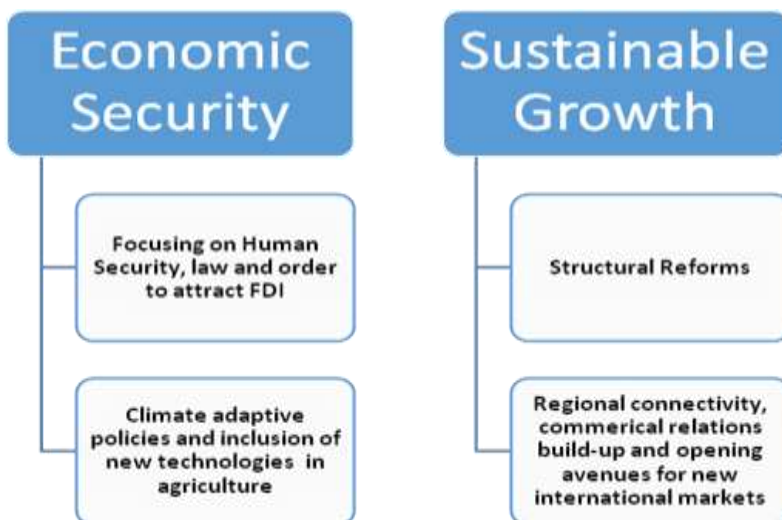 Economic
Security
Focusing on Human
Security, law and order
to attract FDI
Climate adaptive
policies and inclusion of
new technologies in
agriculture
Sustainable
Growth
Structural Reforms
Regional connectivity,
commerical relations
build-up and opening
avenues for new
international markets